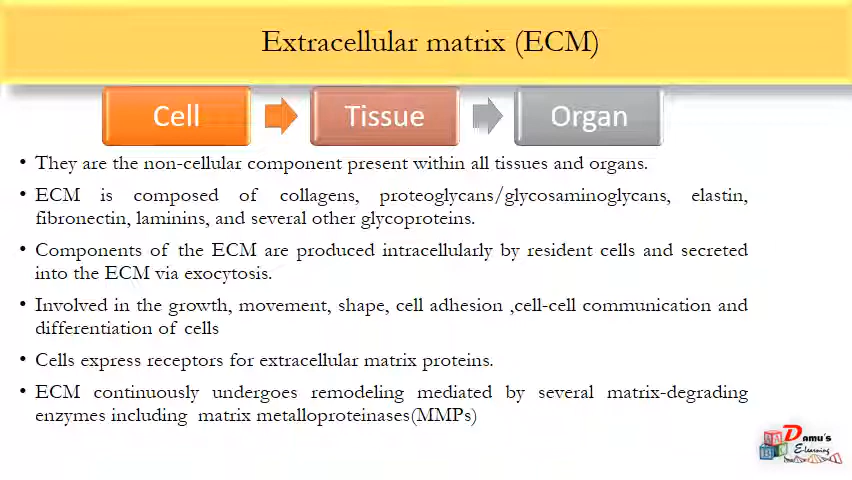 Extracellular matrix (ECM)
Cell
Tissue
Organ
• They are the non-cellular component present within all tissues and organs.
• ECM is composed of collagens, proteoglycans/glycosaminoglycans, elastin,
fibronectin, laminins, and several other glycoproteins.
• Components of the ECM are produced intracellularly by resident cells and secreted
into the ECM via exocytosis.
• Involved in the growth, movement, shape, cell adhesion ,cell-cell communication and
differentiation of cells
• Cells express receptors for extracellular matrix proteins.
• ECM continuously undergoes remodeling mediated by several matrix-degrading
enzymes including matrix metalloproteinases(MMPs)
Damu's
E-learning